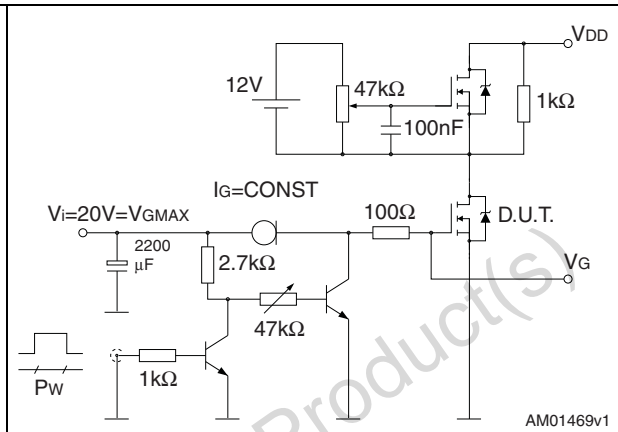 VDD
12V
47kΩ
1kΩ
100nF
IG=CONST
Vi=20V=VGMAX
100Ω
D.U.T.
2200
μF
2.7kΩ
VG
47kΩ
1kΩ
PW
Product(s)
AM01469v1